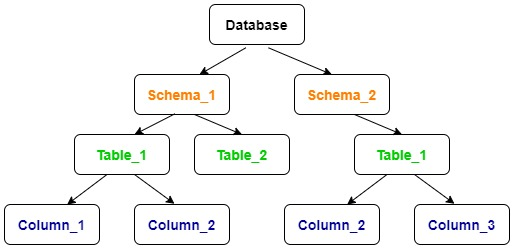 Database
Schema_1
Schema_2
Table_1
Table_2
Table_1
Column_1
Column_2
Column_2
Column_3